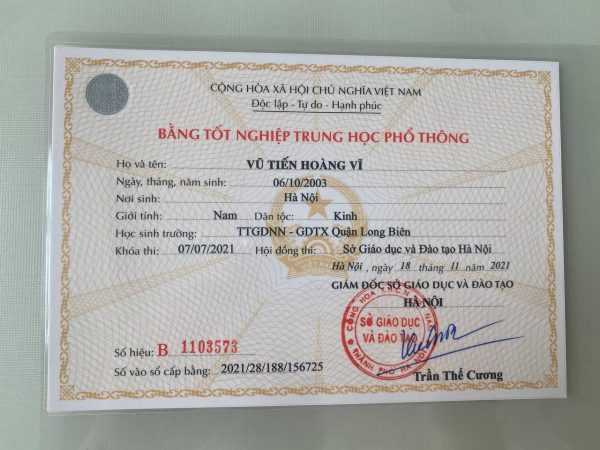 CỘNG HÒA XÃ HỘI CHỦ NGHĨA VIỆT NAM
Độc lập - Tự do - Hạnh phúc
BẰNG TỐT NGHIỆP TRUNG HỌC PHỔ THÔNG
Họ và tên: VŨ TIẾN HOÀNG VĨ
Ngày, tháng, năm sinh: 06/10/2003
Nơi sinh: Hà Nội
Giới tính: Nam Dân tộc: Kinh
Học sinh trường: TTGDNN - GDTX Quận Long Biên
Khóa thi: 07/07/2021 Hội đồng thi: Sở Giáo dục và Đào tạo Hà Nội
Hà Nội, ngày 18 tháng 11 năm 2021
GIÁM ĐỐC SỞ GIÁO DỤC VÀ ĐÀO TẠO
HÀ NỘI
SỞ GIÁO DỤC
VÀ ĐÀO TẠO
THÀNH PHỐ HÀ NỘI
Số hiệu: B 1103573
Số vào sổ cấp bằng: 2021/28/188/156725
Trần Thế Cương